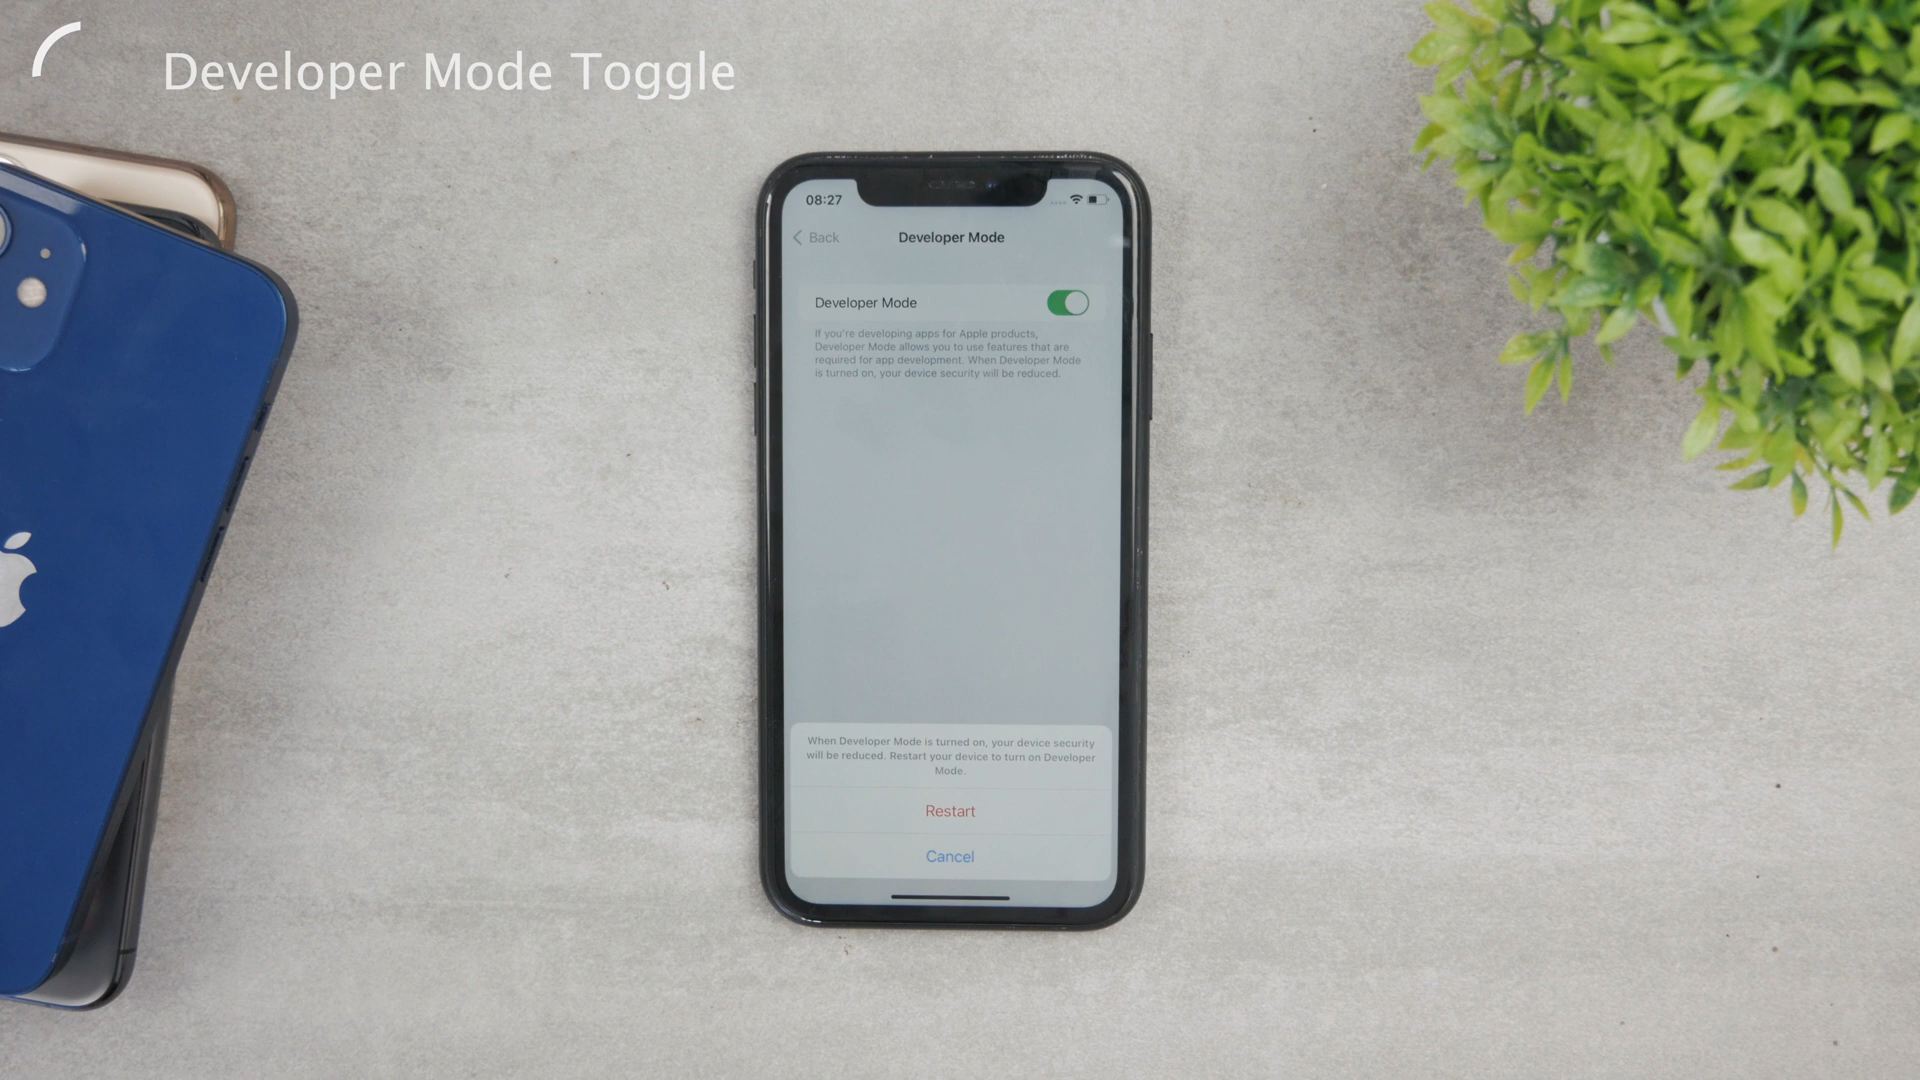 Developer Mode Toggle
08:27
Back
Developer Mode
Developer Mode
If you're developing apps for Apple products,
Developer Mode allows you to use features that are
required for app development. When Developer Mode
is turned on, your device security will be reduced.
When Developer Mode is turned on, your device security
will be reduced. Restart your device to turn on Developer
Mode.
Restart
Cancel